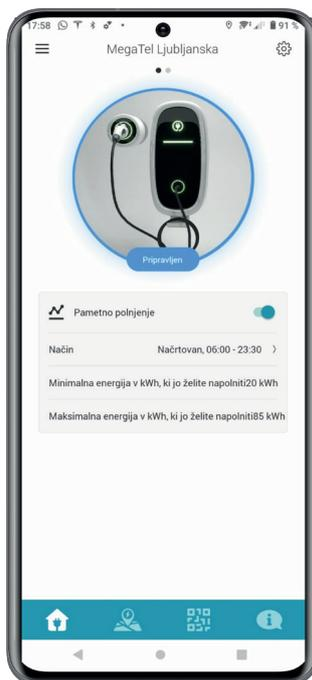 17:58 91 %
MegaTel Ljubljanska
Pripravljen
Pametno polnjenje
Način Načrtovan, 06:00 - 23:30
Minimalna energija v kWh, ki jo želite napolniti20 kWh
Maksimalna energija v kWh, ki jo želite napolniti85 kWh